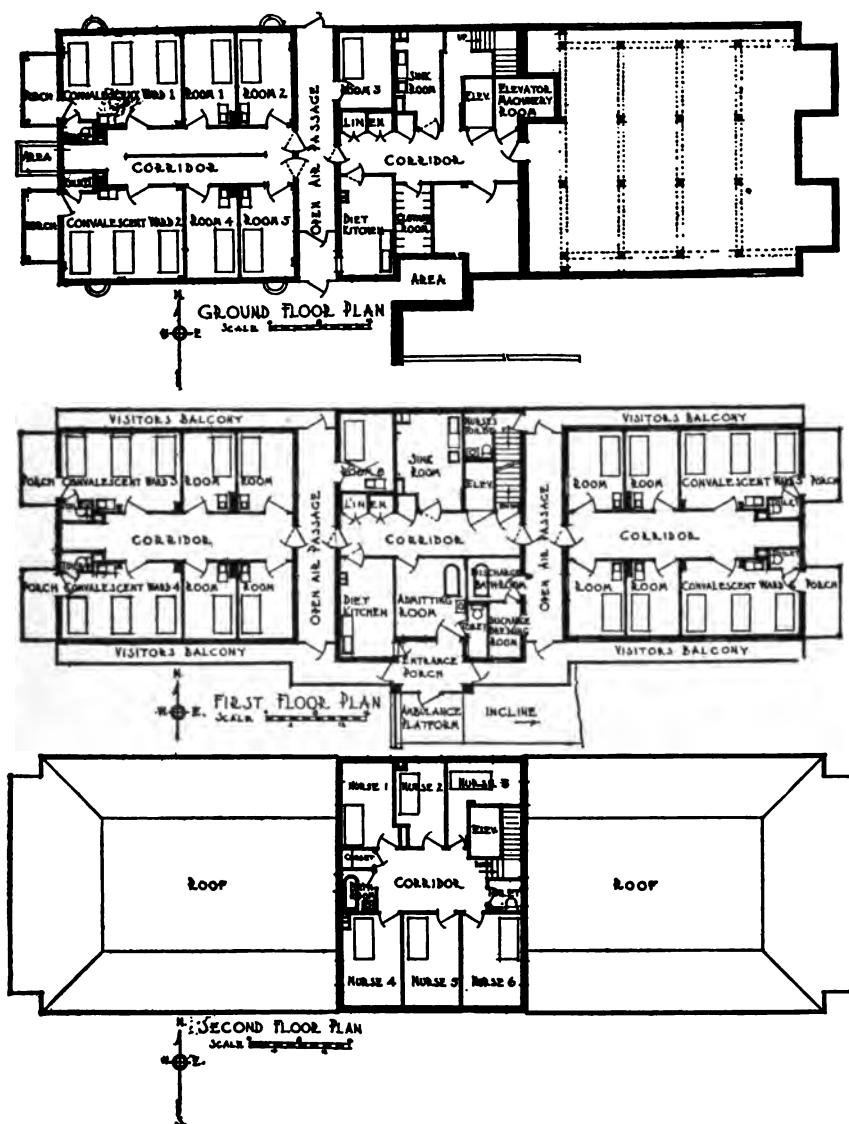 UP
PORCH
CONVALESCENT WARD 1
ROOM 1
ROOM 2
OPEN AIR PASSAGE
ROOM 3
SINK
ROOM
ELEV.
ELEVATOR
MACHINERY
ROOM
LINEN
AREA
CORRIDOR
CORRIDOR
PORCH
CONVALESCENT WARD 2
ROOM 4
ROOM 5
DIET
KITCHEN
ROOM
AREA
N.
E
GROUND FLOOR PLAN
SCALE
VISITORS BALCONY
VISITORS BALCONY
PORCH
CONVALESCENT WARD 3
ROOM
ROOM
OPEN AIR PASSAGE
SINK
ROOM
ELEV.
LINEN
OPEN AIR PASSAGE
ROOM
ROOM
CONVALESCENT WARD 5
PORCH
CORRIDOR
CORRIDOR
CORRIDOR
TOILET
PORCH
CONVALESCENT WARD 4
ROOM
ROOM
DIET
KITCHEN
ADMITTING
ROOM
DISCHARGE
BATH ROOM
TOILET
DISCHARGE
DRESSING
ROOM
ROOM
ROOM
CONVALESCENT WARD
PORCH
VISITORS BALCONY
VISITORS BALCONY
ENTRANCE
PORCH
AMBULANCE
PLATFORM
INCLINE
E.
FIRST FLOOR PLAN
SCALE
NURSE 1
NURSE 2
NURSE 3
ELEV.
CLOSET
ROOF
CORRIDOR
ROOF
TOILET
NURSE 4
NURSE 5
NURSE 6
N.
E.
SECOND FLOOR PLAN
SCALE